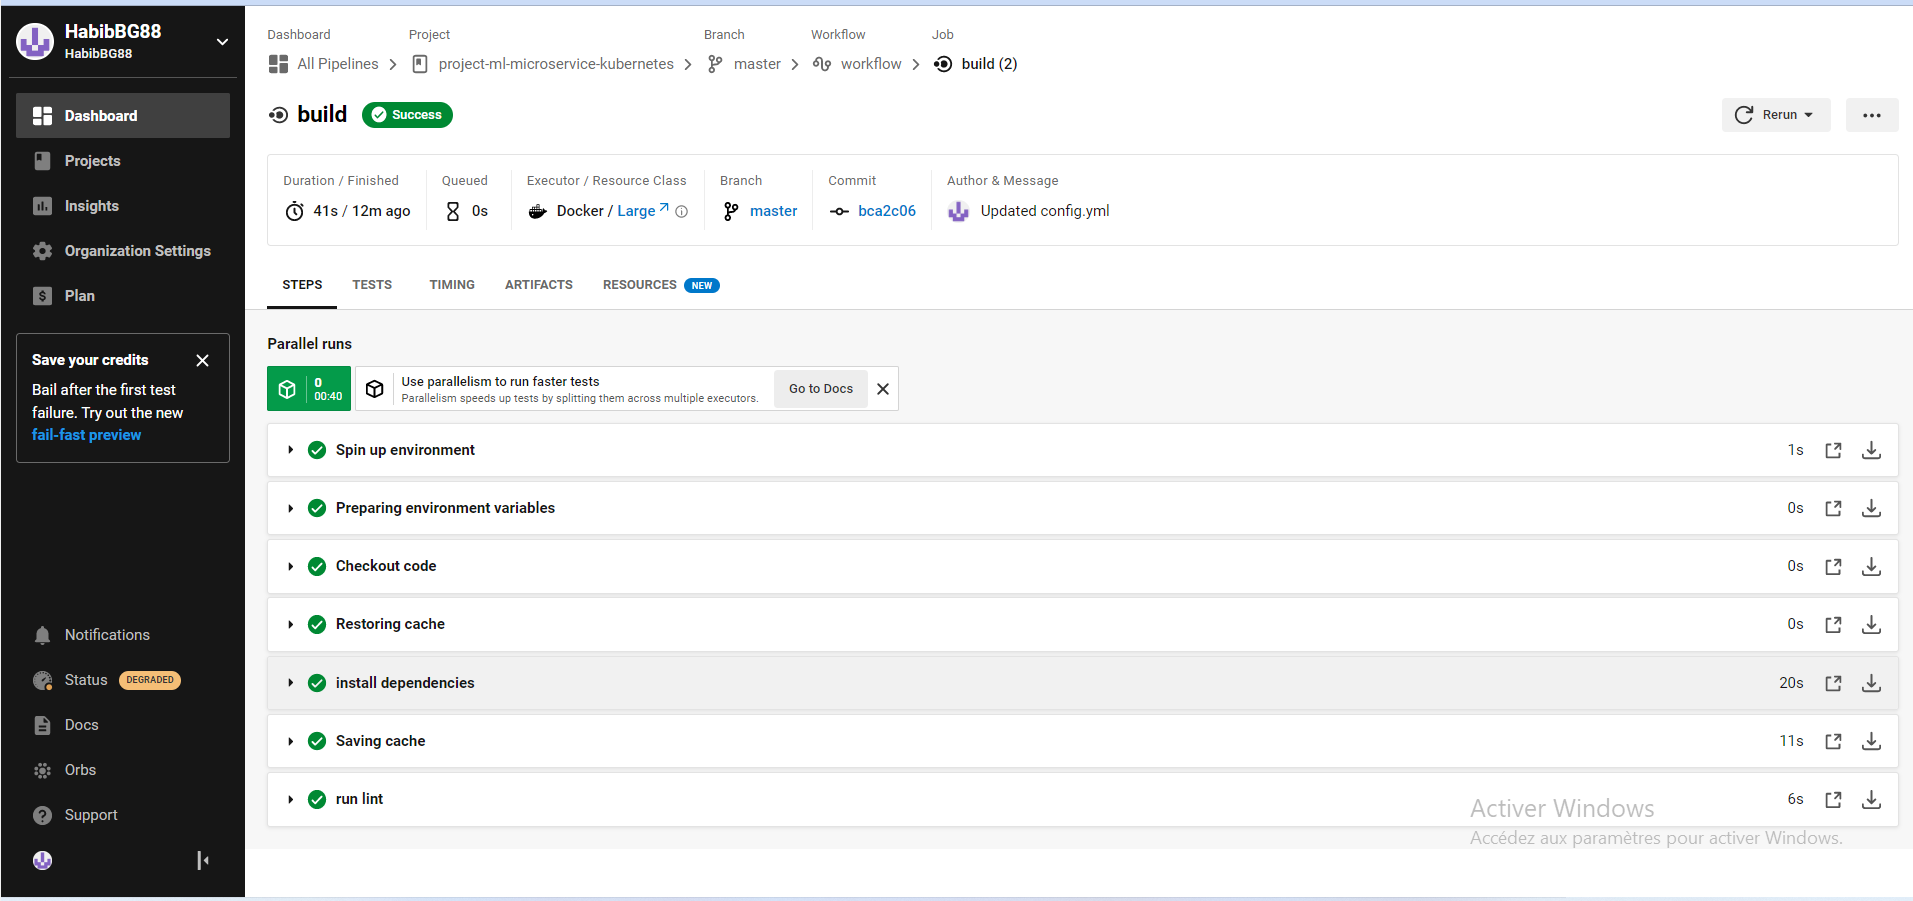 HabibBG88
HabibBG88
Dashboard
Projects
Insights
Organization Settings
Plan
Save your credits
Bail after the first test
failure. Try out the new
fail-fast preview
Notifications
Status DEGRADED
Docs
Orbs
Support
Dashboard Project Branch Workflow Job
All Pipelines project-ml-microservice-kubernetes master workflow build (2)
build Success
Rerun
Duration / Finished Queued Executor / Resource Class Branch Commit Author & Message
41s / 12m ago 0s Docker / Large master bca2c06 Updated config.yml
STEPS TESTS TIMING ARTIFACTS RESOURCES NEW
Parallel runs
0
00:40
Use parallelism to run faster tests
Parallelism speeds up tests by splitting them across multiple executors.
Go to Docs
Spin up environment 1s
Preparing environment variables 0s
Checkout code 0s
Restoring cache 0s
install dependencies 20s
Saving cache 11s
run lint 6s
Activer Windows
Accédez aux paramètres pour activer Windows.